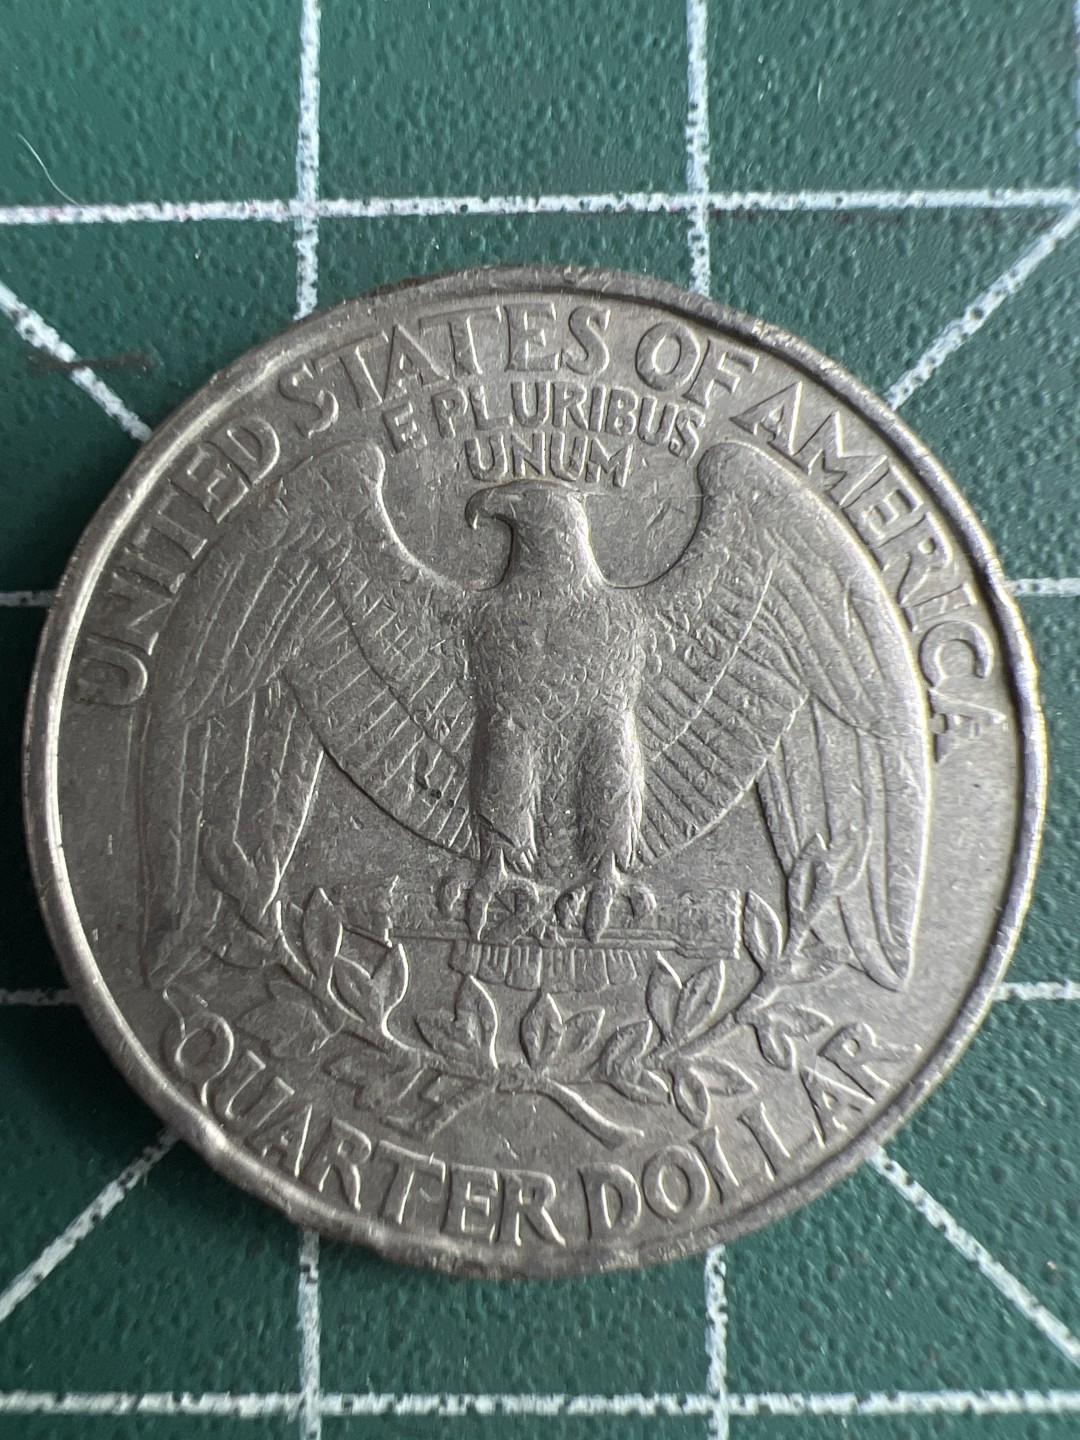 UNITED STATES OF AMERICA
E PLURIBUS
UNUM
QUARTER DOLLAR